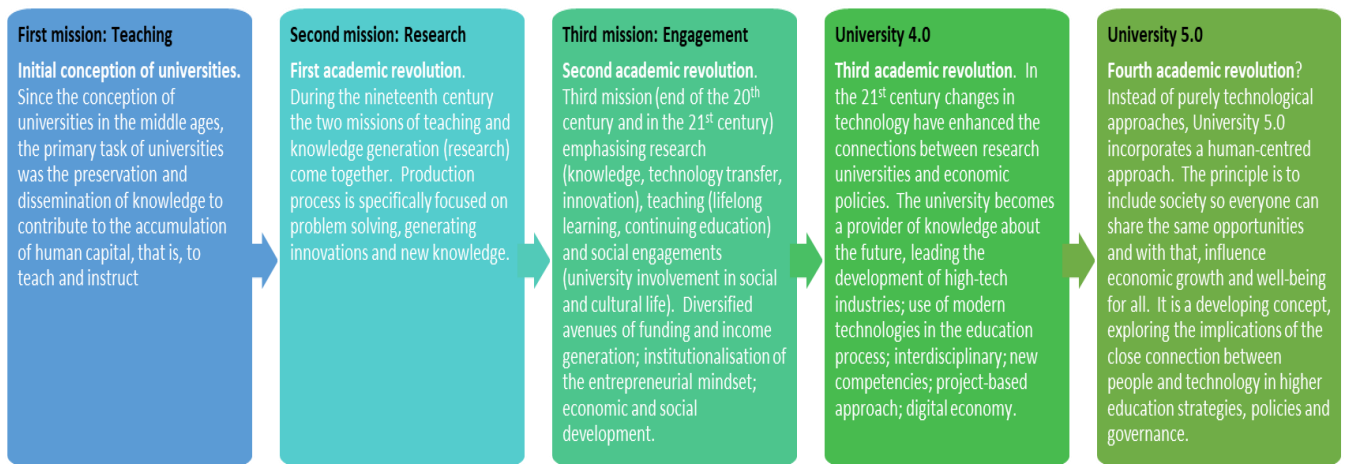 First mission: Teaching
Initial conception of universities.
Since the conception of
universities in the middle ages,
the primary task of universities
was the preservation and
dissemination of knowledge to
contribute to the accumulation
of human capital, that is, to
teach and instruct
Second mission: Research
First academic revolution.
During the nineteenth century
the two missions of teaching and
knowledge generation (research)
come together. Production
process is specifically focused on
problem solving, generating
innovations and new knowledge.
Third mission: Engagement
Second academic revolution.
Third mission (end of the 20th
century and in the 21st century)
emphasising research
(knowledge, technology transfer,
innovation), teaching (lifelong
learning, continuing education)
and social engagements
(university involvement in social
and cultural life). Diversified
avenues of funding and income
generation; institutionalisation of
the entrepreneurial mindset;
economic and social
development.
University 4.0
Third academic revolution. In
the 21st century changes in
technology have enhanced the
connections between research
universities and economic
policies. The university becomes
a provider of knowledge about
the future, leading the
development of high-tech
industries; use of modern
technologies in the education
process; interdisciplinary; new
competencies; project-based
approach; digital economy.
University 5.0
Fourth academic revolution?
Instead of purely technological
approaches, University 5.0
incorporates a human-centred
approach. The principle is to
include society so everyone can
share the same opportunities
and with that, influence
economic growth and well-being
for all. It is a developing concept,
exploring the implications of the
close connection between
people and technology in higher
education strategies, policies and
governance.